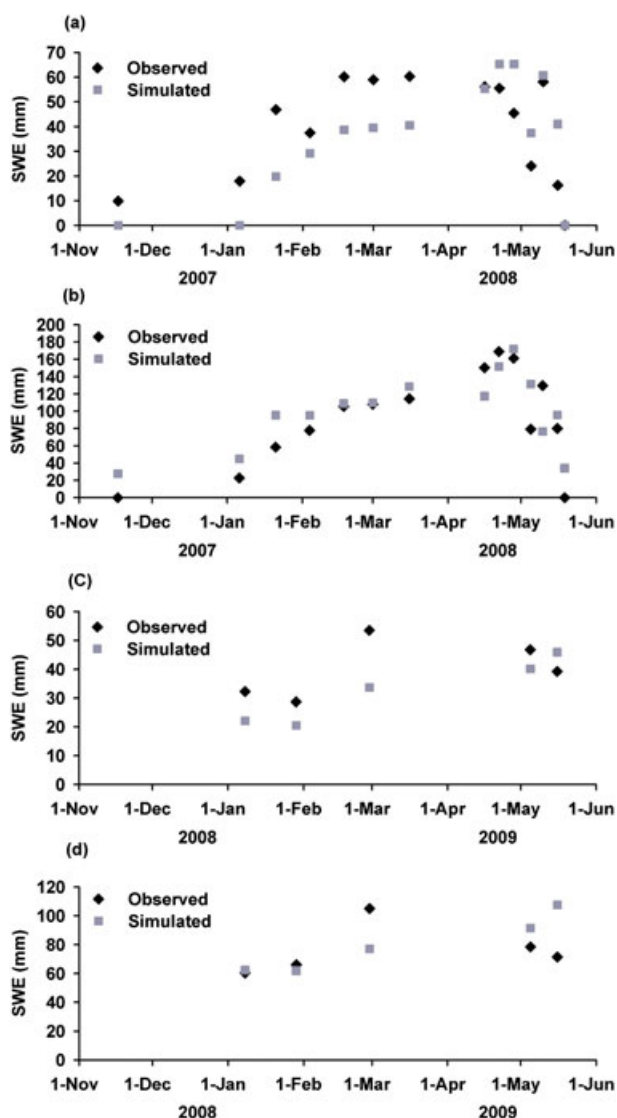 (a)
70
60
50
40
30
20
10
0
SWE (mm)
Observed
Simulated
1-Nov 1-Dec 1-Jan 1-Feb 1-Mar 1-Apr 1-May 1-Jun
2007 2008
(b)
200
180
160
140
120
100
80
60
40
20
0
SWE (mm)
Observed
Simulated
1-Nov 1-Dec 1-Jan 1-Feb 1-Mar 1-Apr 1-May 1-Jun
2007 2008
(C)
60
50
40
30
20
10
0
SWE (mm)
Observed
Simulated
1-Nov 1-Dec 1-Jan 1-Feb 1-Mar 1-Apr 1-May 1-Jun
2008 2009
(d)
120
100
80
60
40
20
0
SWE (mm)
Observed
Simulated
1-Nov 1-Dec 1-Jan 1-Feb 1-Mar 1-Apr 1-May 1-Jun
2008 2009